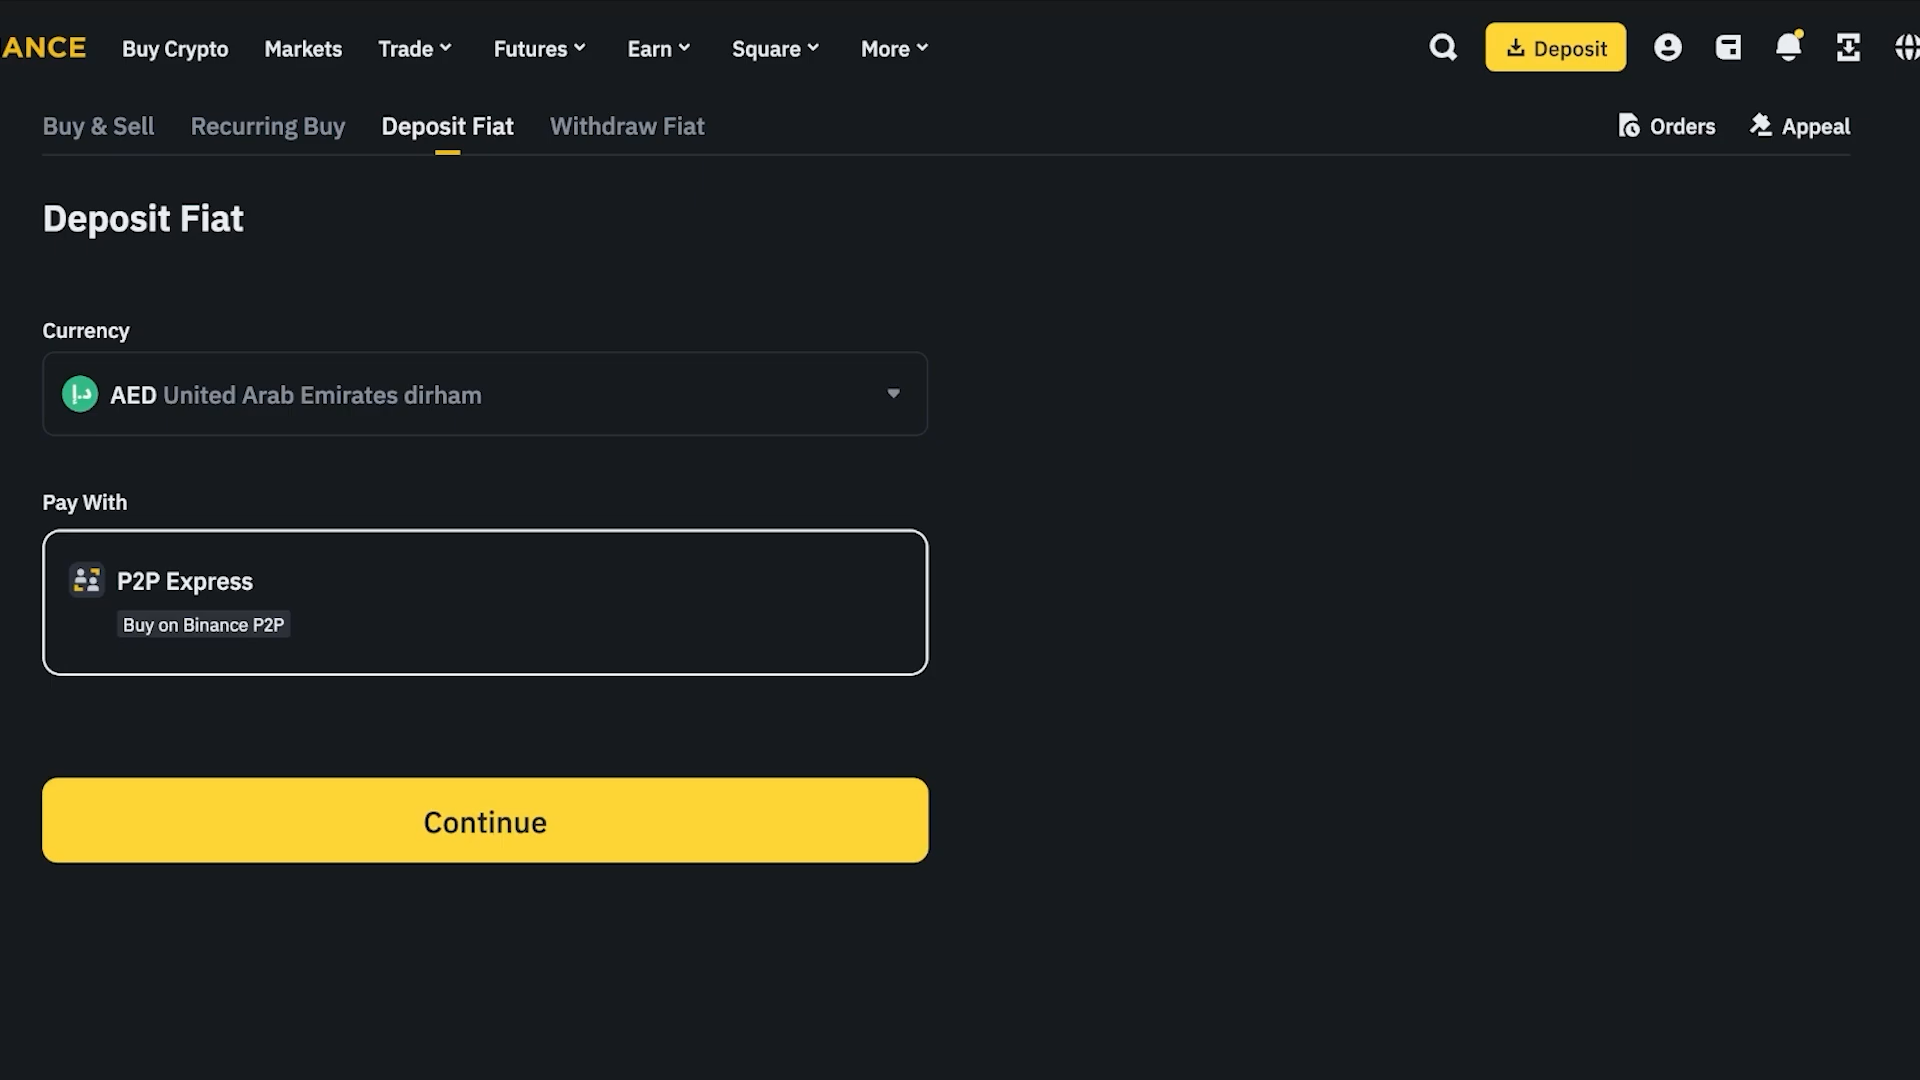 ANCE
Buy Crypto
Markets
Trade
Futures
Earn
Square
More
Deposit
Buy & Sell
Recurring Buy
Deposit Fiat
Withdraw Fiat
Orders
Appeal
Deposit Fiat
Currency
د.إ AED United Arab Emirates dirham
Pay With
P2P Express
Buy on Binance P2P
Continue